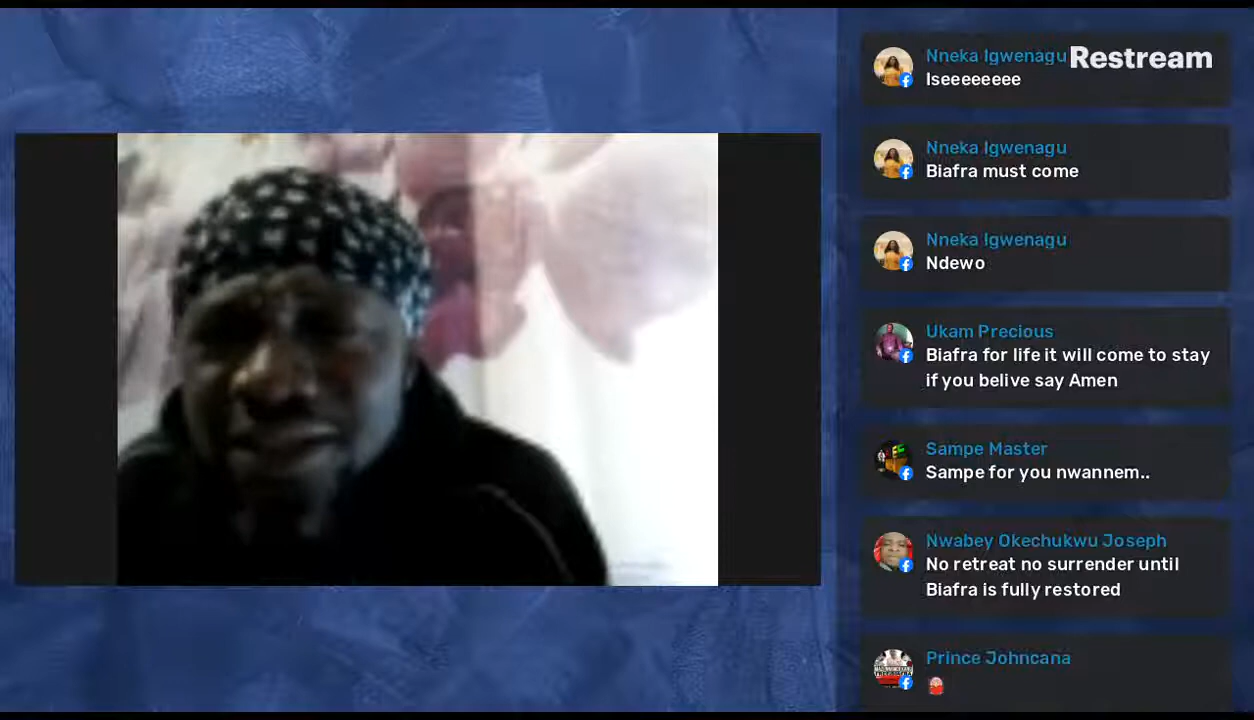 Restream
Nneka Igwenagu
Iseeeeeeee
Nneka Igwenagu
Biafra must come
Nneka Igwenagu
Ndewo
Ukam Precious
Biafra for life it will come to stay
if you belive say Amen
Sampe Master
Sampe for you nwannem..
Nwabey Okechukwu Joseph
No retreat no surrender until
Biafra is fully restored
Prince Johncana